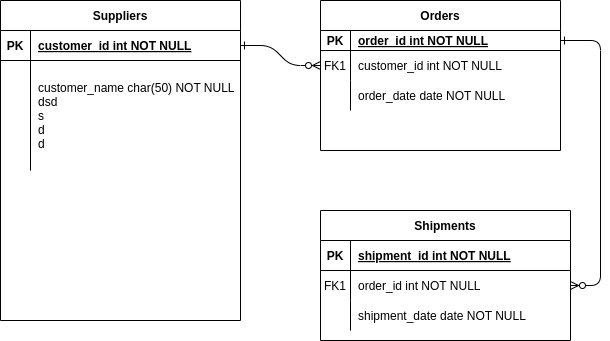 Suppliers
PK customer_id int NOT NULL
customer_name char(50) NOT NULL
dsd
s
d
d
Orders
PK order_id int NOT NULL
FK1 customer_id int NOT NULL
order_date date NOT NULL
Shipments
PK shipment_id int NOT NULL
FK1 order_id int NOT NULL
shipment_date date NOT NULL